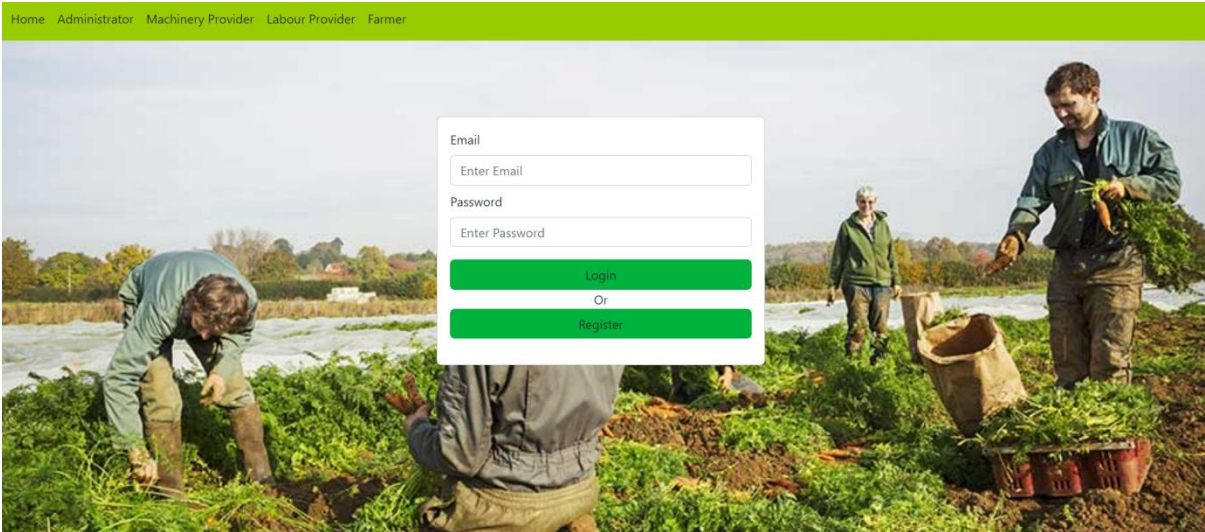 Home Administrator Machinery Provider Labour Provider Farmer
Email
Enter Email
Password
Enter Password
Login
Or
Register